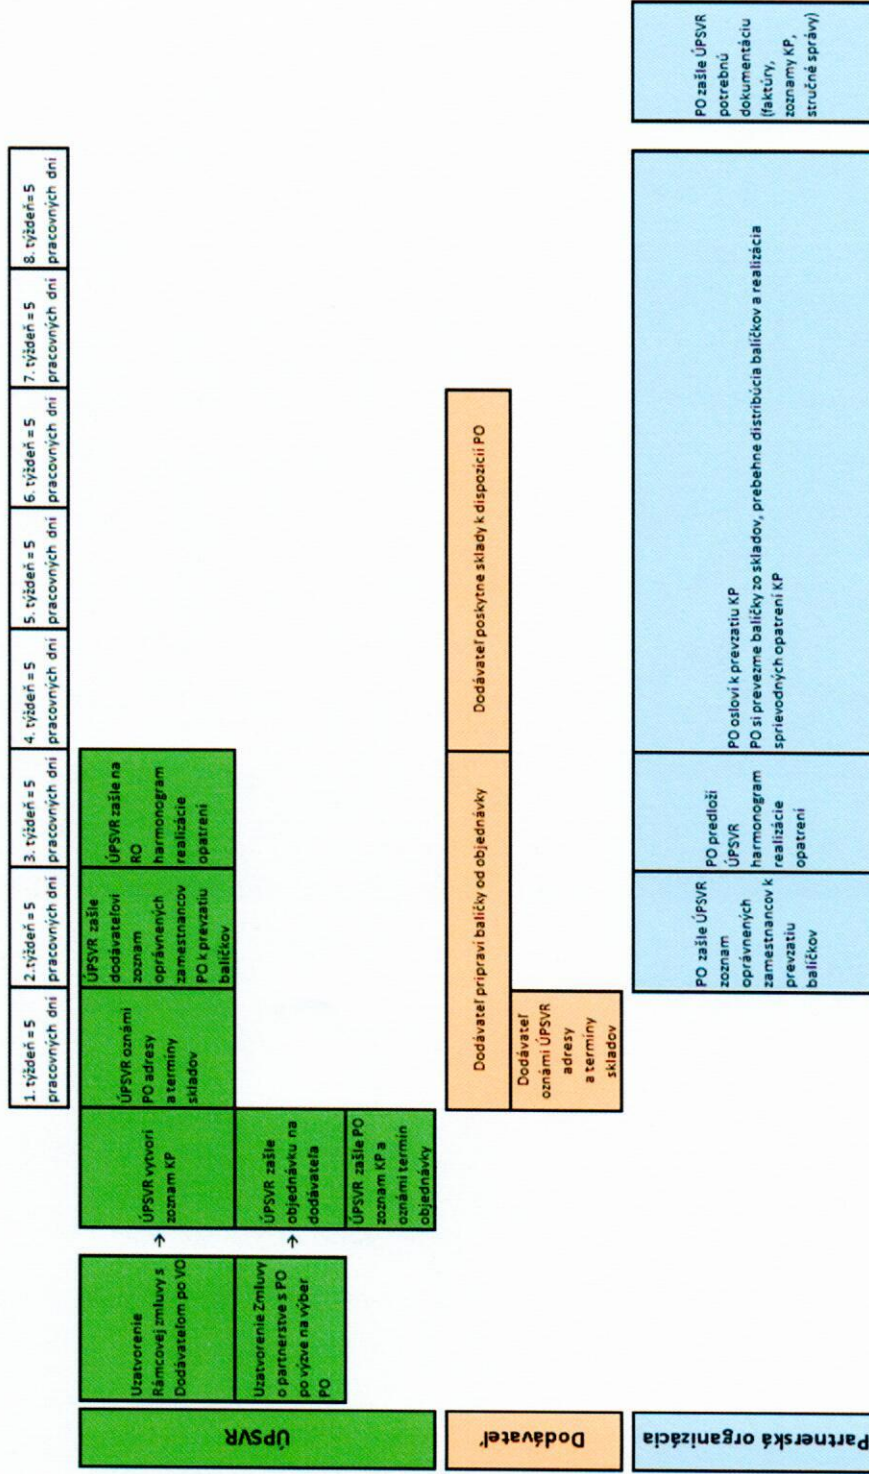 1. týždeň = 5
pracovných dní
2. týždeň = 5
pracovných dní
3. týždeň = 5
pracovných dní
4. týždeň = 5
pracovných dní
5. týždeň = 5
pracovných dní
6. týždeň = 5
pracovných dní
7. týždeň = 5
pracovných dní
8. týždeň = 5
pracovných dní
ÚPSVR
Uzatvorenie
Rámcovej zmluvy s
Dodávateľom po VO
→
ÚPSVR vytvorí
zoznam KP
ÚPSVR oznámi
PO adresy
a termíny
skladov
ÚPSVR zašle
dodávateľovi
zoznam
oprávnených
zamestnancov
PO k prevzatiu
balíčkov
ÚPSVR zašle na
RO
harmonogram
realizácie
opatrení
Uzatvorenie Zmluvy
o partnerstve s PO
po výzve na výber
PO
→
ÚPSVR zašle
objednávku na
dodávateľa
ÚPSVR zašle PO
zoznam KP a
oznámi termín
objednávky
Dodávateľ
Dodávateľ pripraví balíčky od objednávky
Dodávateľ poskytne sklady k dispozícií PO
Dodávateľ
oznámi ÚPSVR
adresy
a termíny
skladov
Partnerská organizácia
PO zašle ÚPSVR
zoznam
oprávnených
zamestnancov k
prevzatiu
balíčkov
PO predloží
ÚPSVR
harmonogram
realizácie
opatrení
PO osloví k prevzatiu KP
PO si prevezme balíčky zo skladov, prebehne distribúcia balíčkov a realizácia
sprievodných opatrení KP
PO zašle ÚPSVR
potrebnú
dokumentáciu
(faktúry,
zoznamy KP,
stručné správy)